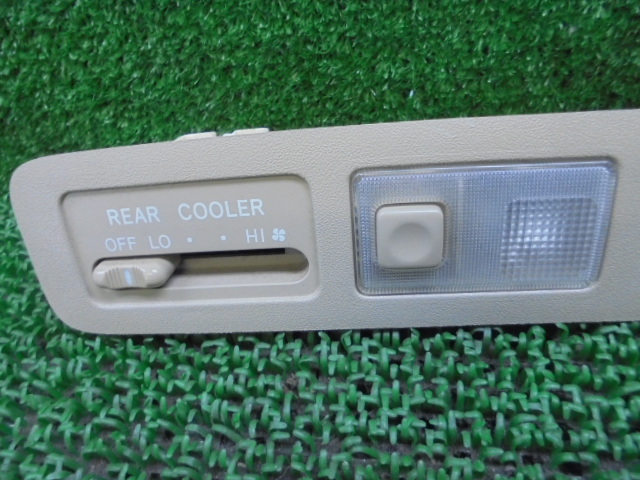 REAR COOLER
OFF LO • • HI